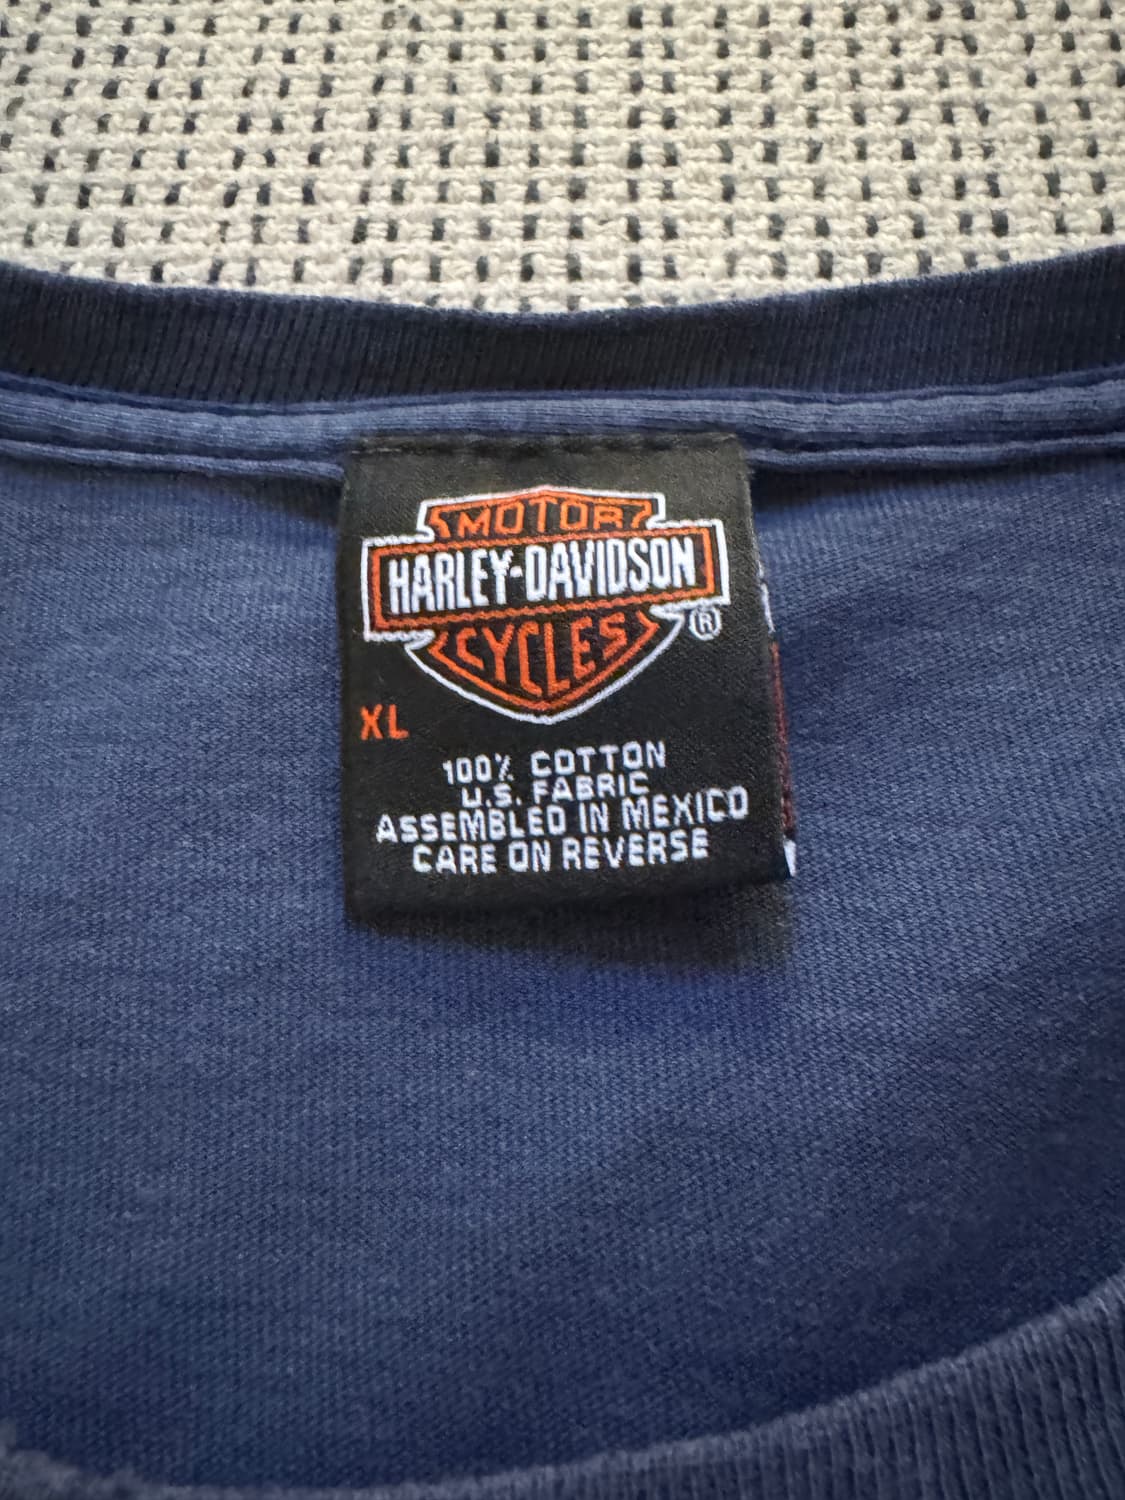 MOTOR
HARLEY-DAVIDSON
CYCLES
®
XL
100% COTTON
U.S. FABRIC
ASSEMBLED IN MEXICO
CARE ON REVERSE